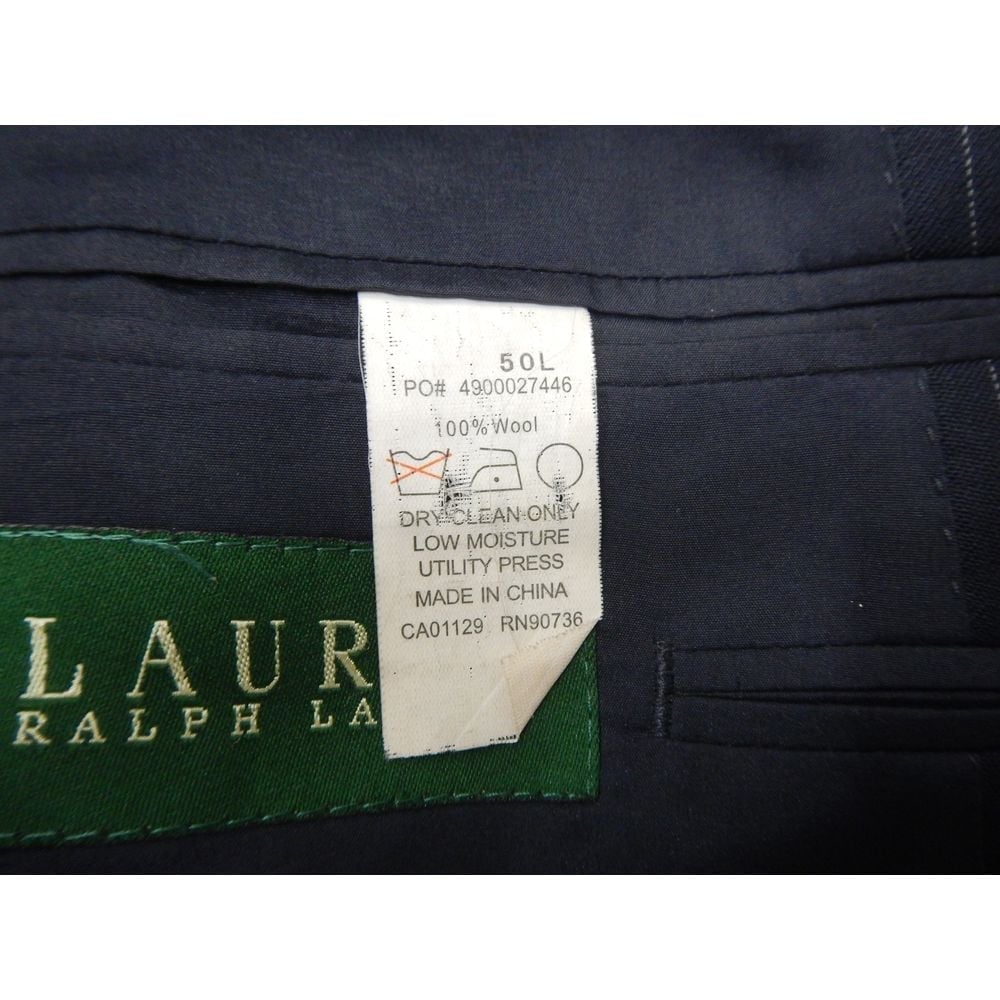 50L
PO# 4900027446
100% Wool
DRY CLEAN ONLY
LOW MOISTURE
UTILITY PRESS
MADE IN CHINA
CA01129 RN90736
LAUR
RALPH LA